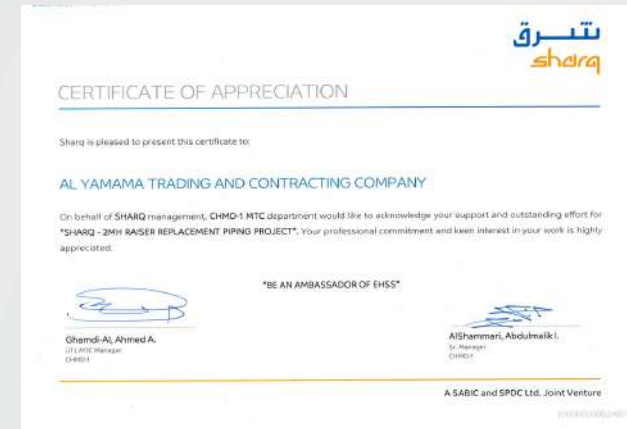 شرق
sharq
CERTIFICATE OF APPRECIATION
Sharq is pleased to present this certificate to:
AL YAMAMA TRADING AND CONTRACTING COMPANY
On behalf of SHARQ management, CHMD-1 MTC department would like to acknowledge your support and outstanding effort for
"SHARQ - 2MH RAISER REPLACEMENT PIPING PROJECT". Your professional commitment and keen interest in your work is highly
appreciated.
"BE AN AMBASSADOR OF EHSS"
Ghamdi-Al, Ahmed A.
Manager
CHMD-1
AlShammari, Abdulmalik I.
Sr. Manager
CHMD-1
A SABIC and SPDC Ltd. Joint Venture